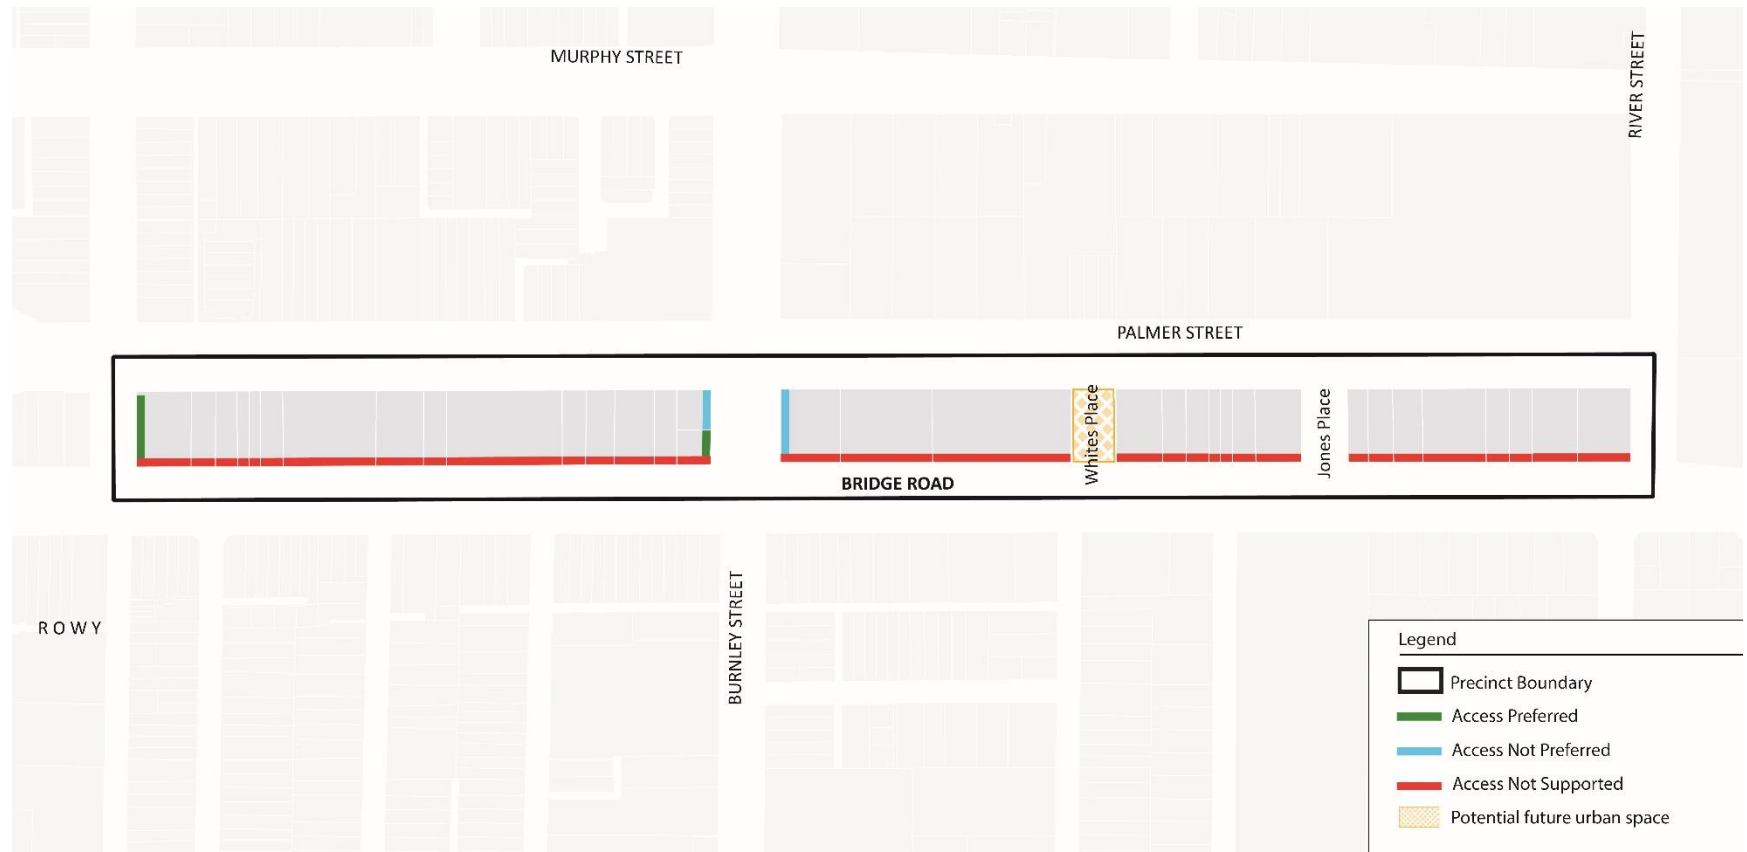 MURPHY STREET
RIVER STREET
PALMER STREET
Whites Place
Jones Place
BRIDGE ROAD
BURNLEY STREET
ROWY
Legend
Precinct Boundary
Access Preferred
Access Not Preferred
Access Not Supported
Potential future urban space